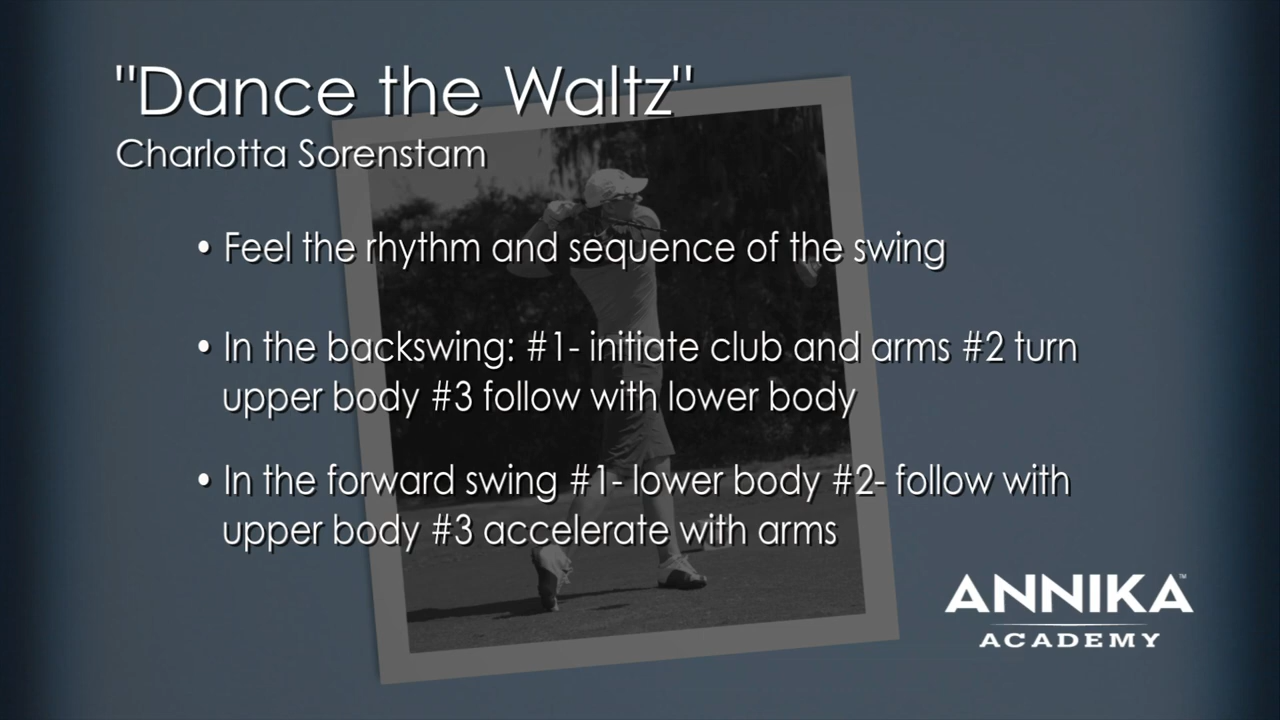 "Dance the Waltz"
Charlotta Sorenstam
• Feel the rhythm and sequence of the swing
• In the backswing: #1- initiate club and arms #2 turn
upper body #3 follow with lower body
• In the forward swing #1- lower body #2- follow with
upper body #3 accelerate with arms
ANNIKA™
ACADEMY